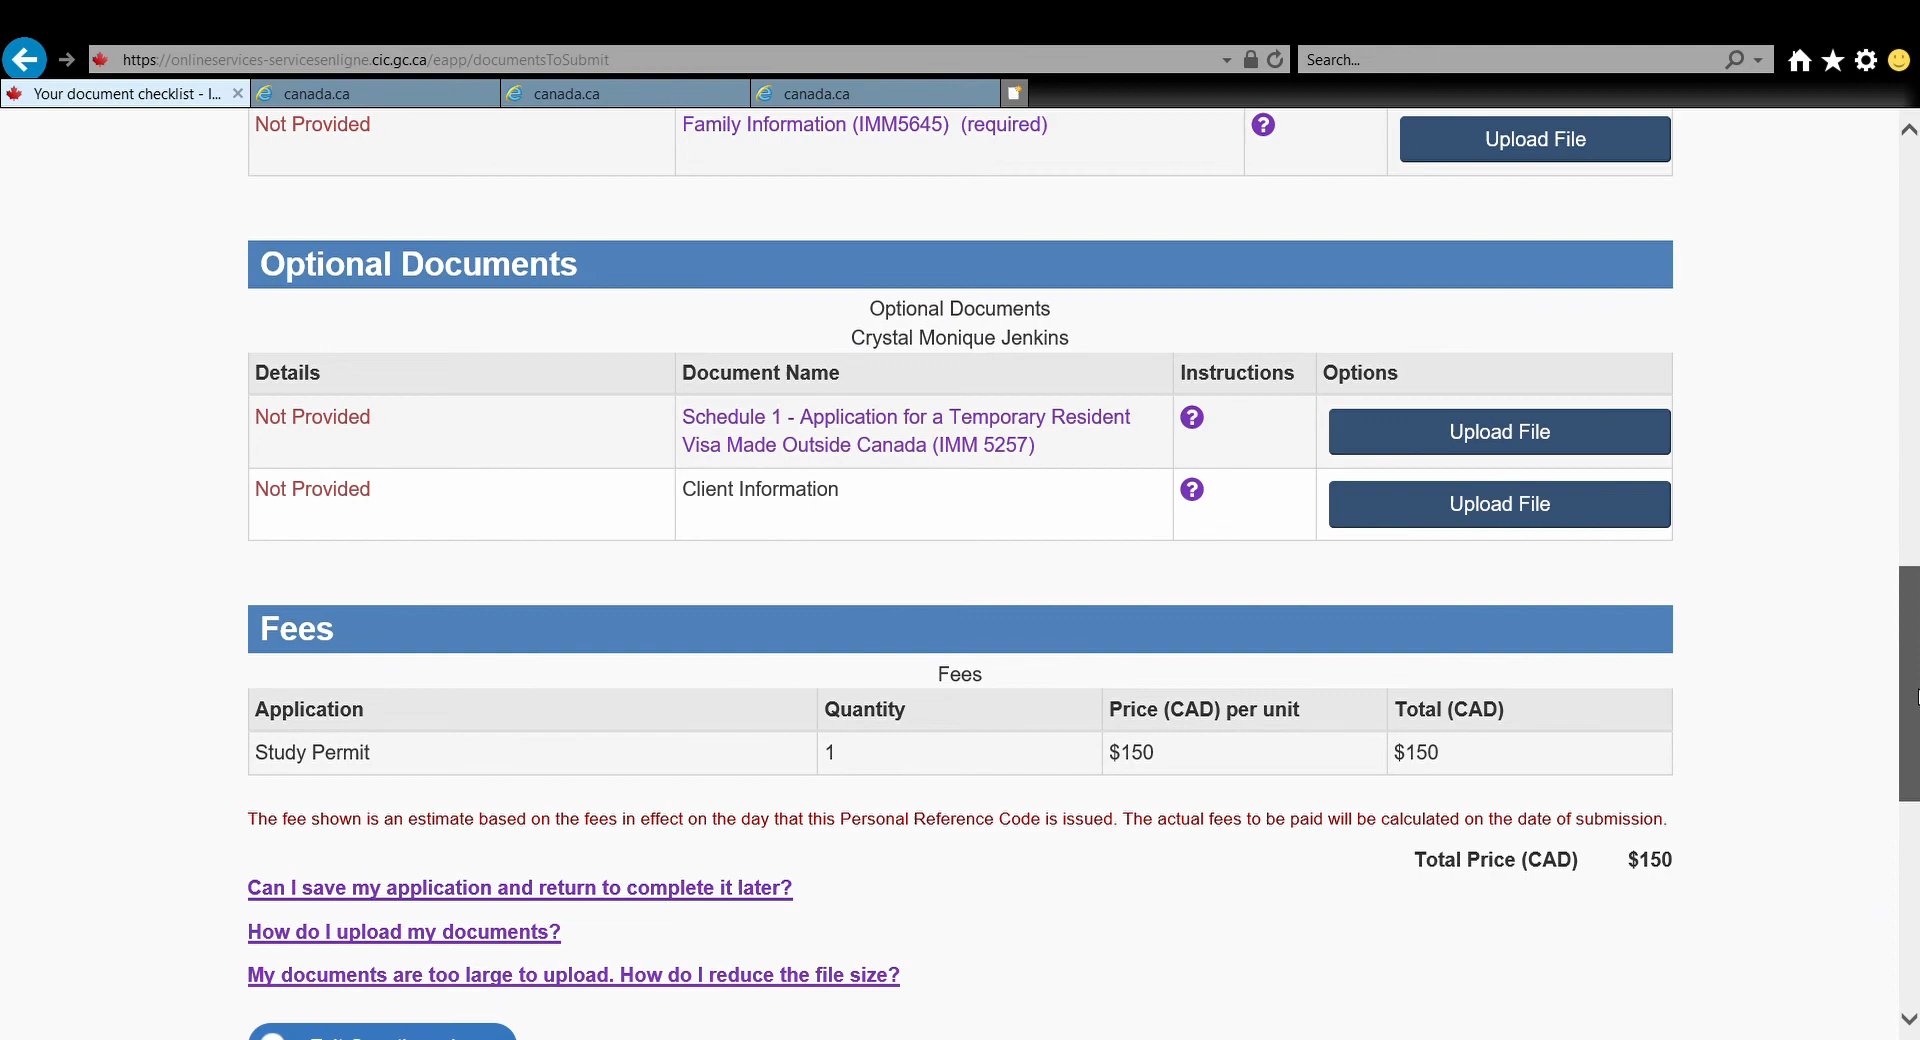 https://onlineservices-servicesenligne.cic.gc.ca/eapp/documentsToSubmit
Search...
Your document checklist - I...
canada.ca
canada.ca
canada.ca
Not Provided
Family Information (IMM5645) (required)
Upload File
Optional Documents
Optional Documents
Crystal Monique Jenkins
Details
Document Name
Instructions
Options
Not Provided
Schedule 1 - Application for a Temporary Resident
Visa Made Outside Canada (IMM 5257)
Upload File
Not Provided
Client Information
Upload File
Fees
Fees
Application
Quantity
Price (CAD) per unit
Total (CAD)
Study Permit
1
$150
$150
The fee shown is an estimate based on the fees in effect on the day that this Personal Reference Code is issued. The actual fees to be paid will be calculated on the date of submission.
Total Price (CAD)
$150
Can I save my application and return to complete it later?
How do I upload my documents?
My documents are too large to upload. How do I reduce the file size?